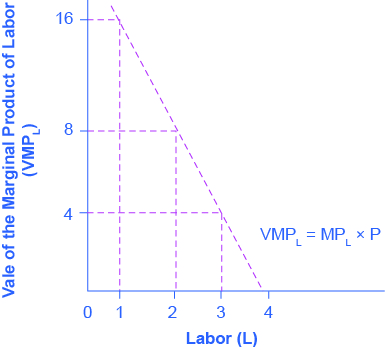 Vale of the Marginal Product of Labor
(VMPL)
16
8
4
VMPL = MPL × P
0 1 2 3 4
Labor (L)